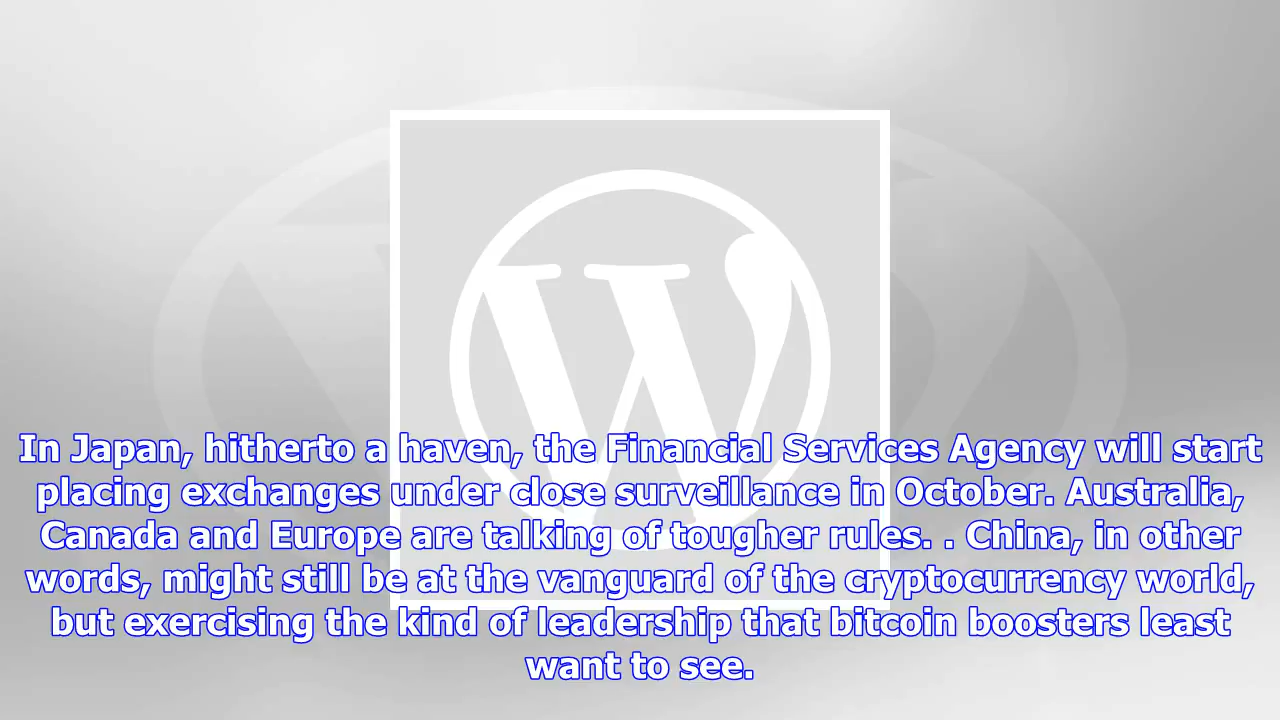 In Japan, hitherto a haven, the Financial Services Agency will start
placing exchanges under close surveillance in October. Australia,
Canada and Europe are talking of tougher rules. . China, in other
words, might still be at the vanguard of the cryptocurrency world,
but exercising the kind of leadership that bitcoin boosters least
want to see.